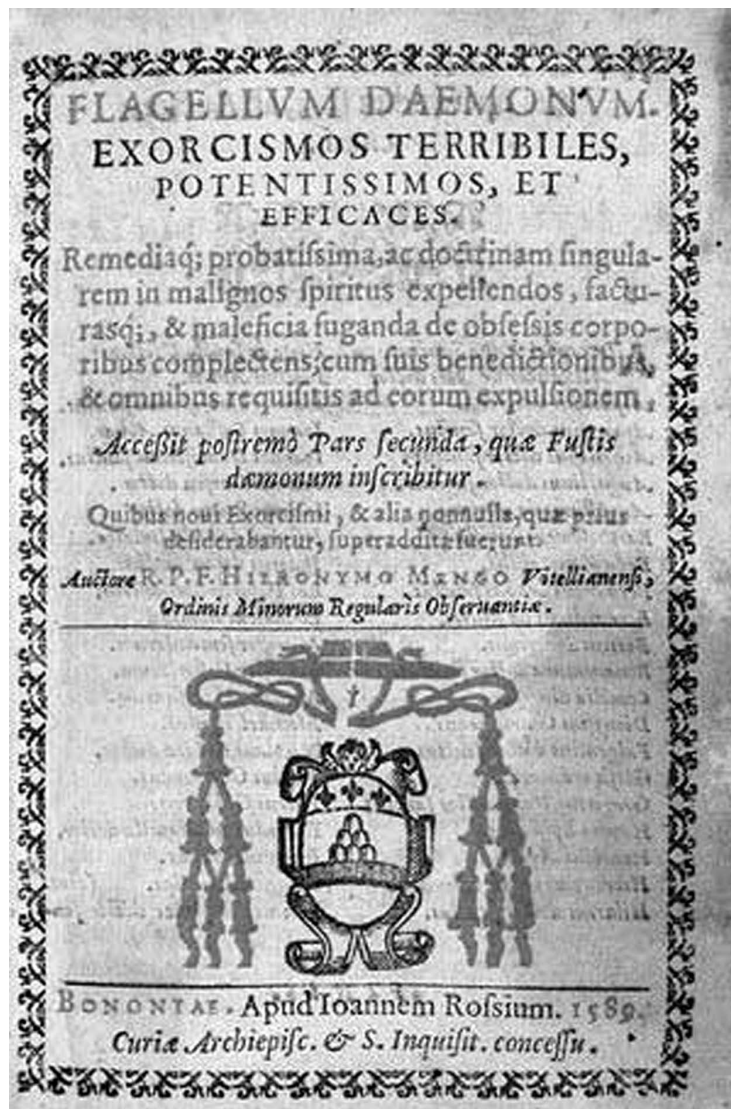 FLAGELLVM DAEMONVM.
EXORCISMOS TERRIBILES,
POTENTISSIMOS, ET
EFFICACES.
Remediaq́; probatiſsima, ac doctrinam ſingula-
rem in malignos ſpiritus expellendos, factu-
rasq́;, & maleficia fuganda de obſeſsis corpo-
ribus complectens; cum ſuis benedictionibus,
& omnibus requiſitis ad eorum expulſionem,
Acceßit poſtremò Pars ſecunda, quæ Fuſtis
dæmonum inſcribitur.
Quibus noui Exorciſmi, & alia nonnulla, quæ prius
deſiderabantur, ſuperaddita fuerunt
Auctore R. P. F. HIERONYMO MENGO Vitellianenſi,
Ordinis Minorum Regularis Obſeruantiæ.
BONONIAE. Apud Ioannem Roſsium. 1589.
Curiæ Archiepiſc. & S. Inquiſit. conceſſu.